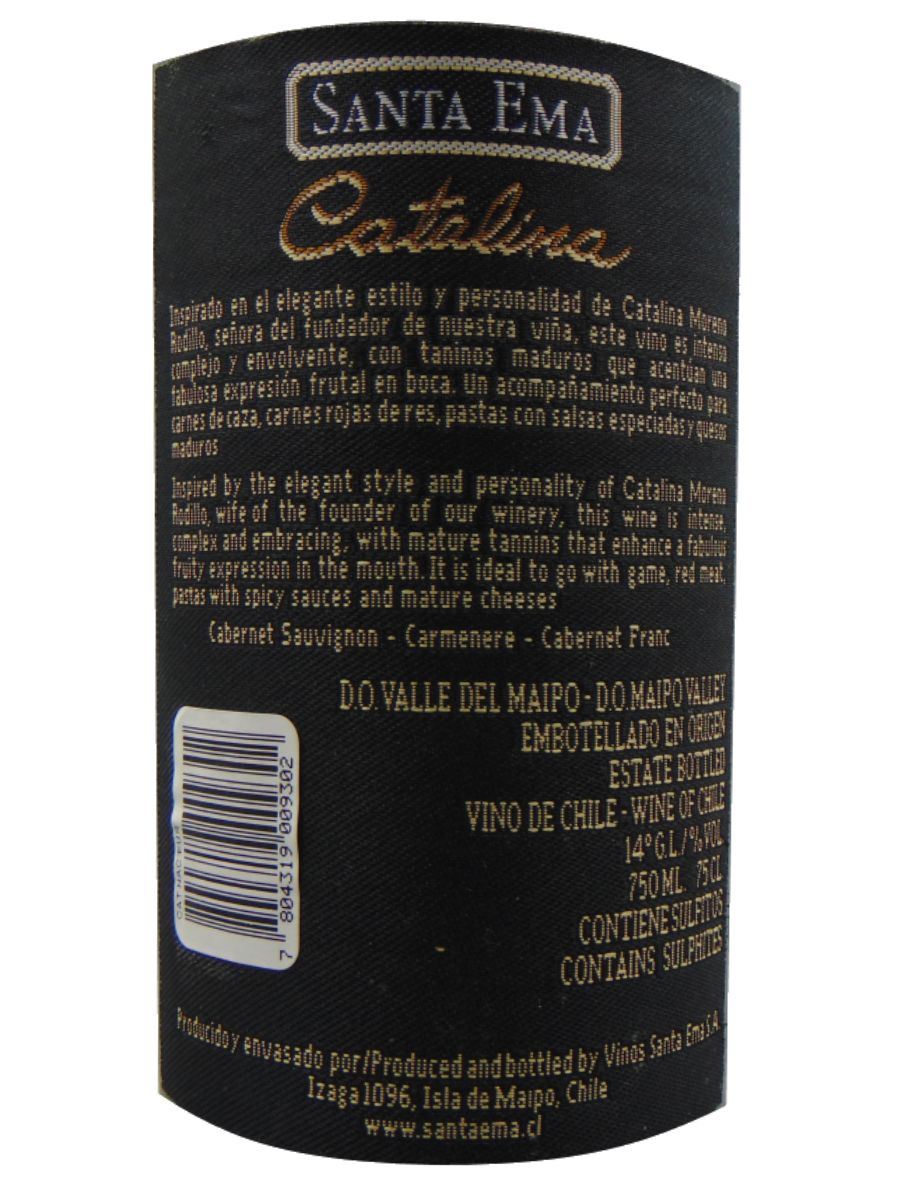 SANTA EMA
Catalina
Inspirado en el elegante estilo y personalidad de Catalina Moreno
Rodillo, señora del fundador de nuestra viña, este vino es intenso
complejo y envolvente, con taninos maduros que acentúan una
fabulosa expresión frutal en boca. Un acompañamiento perfecto para
carnes de caza, carnes rojas de res, pastas con salsas especiadas y quesos
maduros
Inspired by the elegant style and personality of Catalina Moreno
Rodillo, wife of the founder of our winery, this wine is intense,
complex and embracing, with mature tannins that enhance a fabulous
fruity expression in the mouth. It is ideal to go with game, red meat,
pastas with spicy sauces and mature cheeses
Cabernet Sauvignon - Carmenere - Cabernet Franc
D.O. VALLE DEL MAIPO - D.O. MAIPO VALLEY
EMBOTELLADO EN ORIGEN
ESTATE BOTTLED
VINO DE CHILE - WINE OF CHILE
14° G.L. / % VOL.
750 ML. 75 CL.
CONTIENE SULFITOS
CONTAINS SULPHITES
CAT NAC EUR
7 804319 009302
Producido y envasado por/Produced and bottled by Vinos Santa Ema S.A.
Izaga 1096, Isla de Maipo, Chile
www.santaema.cl